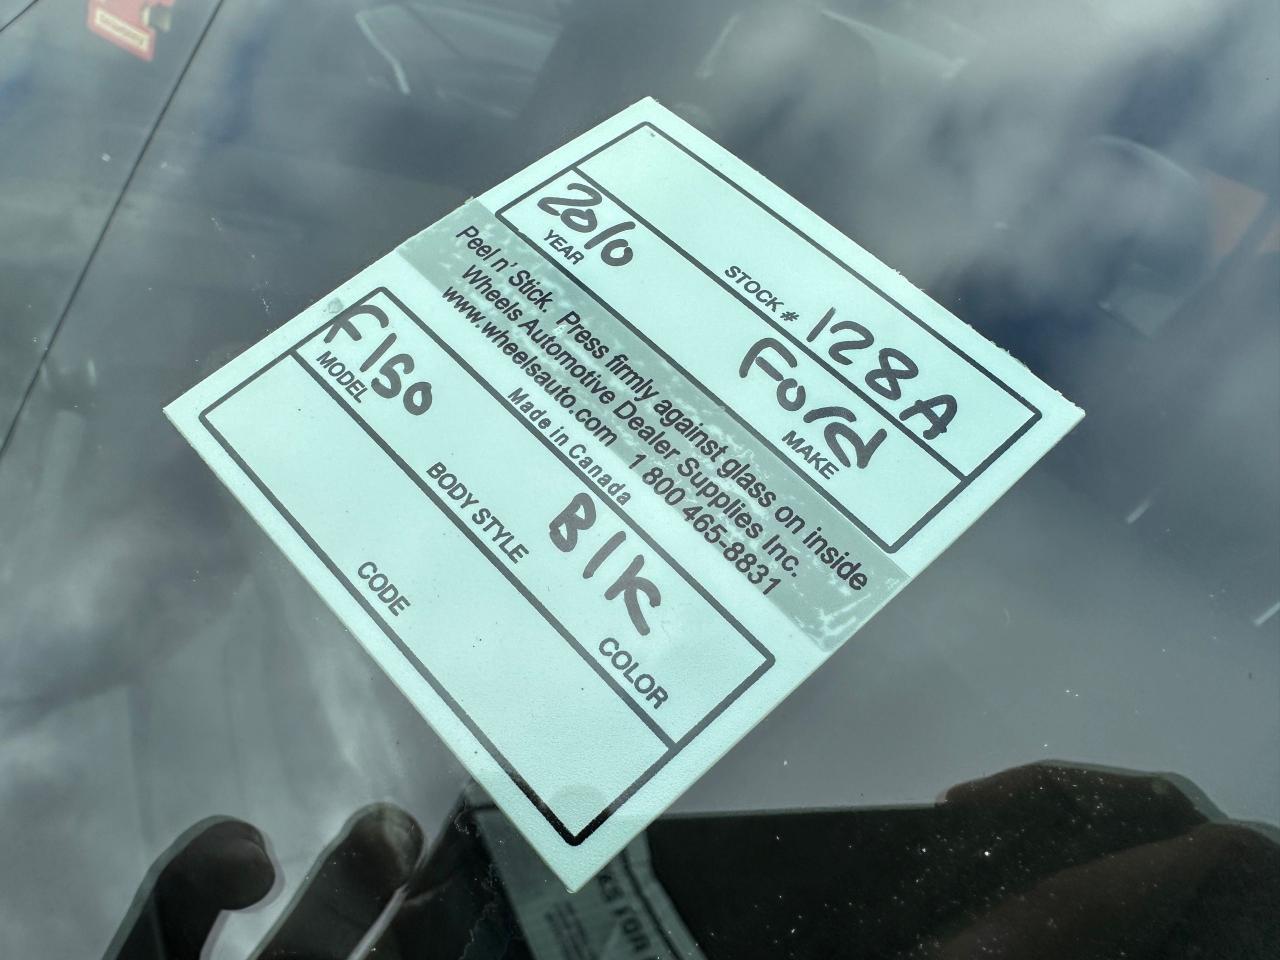 128A
STOCK #
2010 Ford
YEAR MAKE
Peel n' Stick. Press firmly against glass on inside
Wheels Automotive Dealer Supplies Inc.
www.wheelsauto.com 1 800 465-8831
Made in Canada
F150 Blk
MODEL BODY STYLE COLOR
CODE
FOR